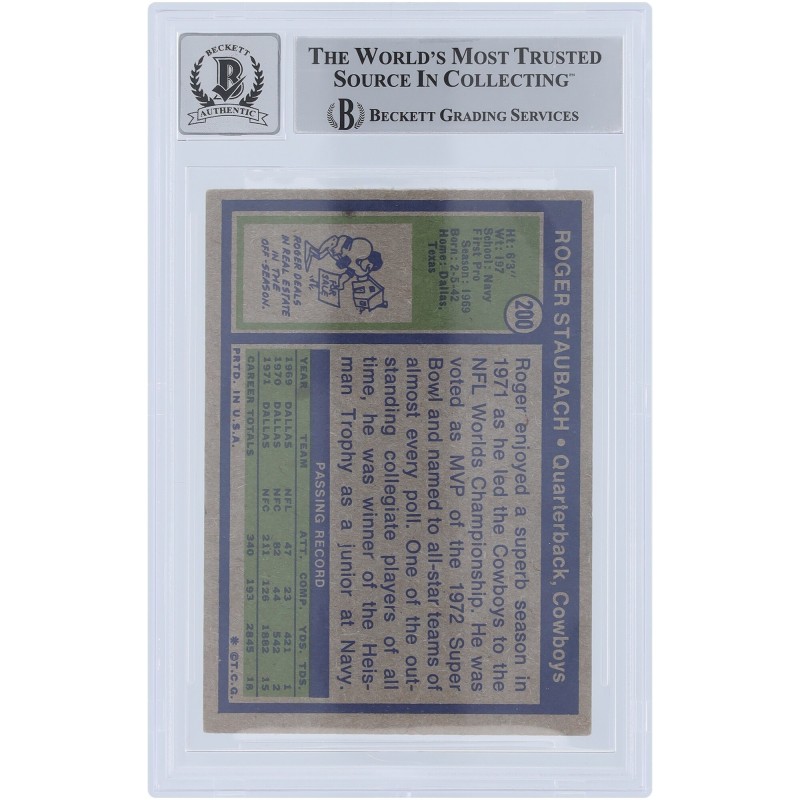 BECKETT
B
AUTHENTIC
THE WORLD'S MOST TRUSTED
SOURCE IN COLLECTING™
B BECKETT GRADING SERVICES
ROGER STAUBACH • Quarterback, Cowboys
200
Ht: 6'3"
Wt: 197
School: Navy
First Pro
Season: 1969
Born: 2-5-42
Home: Dallas,
Texas
FOR
SALE
ROGER DEALS
IN REAL ESTATE
IN THE
OFF-SEASON.
Roger enjoyed a superb season in
1971 as he led the Cowboys to the
NFL Worlds Championship. He was
voted as MVP of the 1972 Super
Bowl and named to all-star teams of
almost every poll. One of the out-
standing collegiate players of all
time, he was winner of the Heis-
man Trophy as a junior at Navy.
PASSING RECORD
YEAR TEAM ATT. COMP. YDS. TDS.
1969 DALLAS NFL 47 23 421 1
1970 DALLAS NFC 82 44 542 2
1971 DALLAS NFC 211 126 1882 15
CAREER TOTALS 340 193 2845 18
PRTD. IN U.S.A. * ©T.C.G.